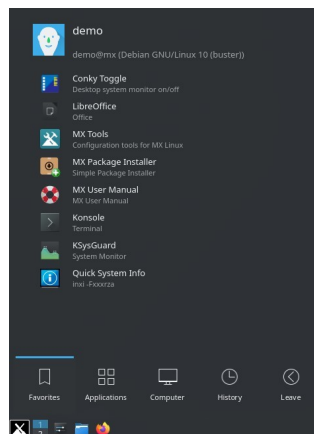 demo
demo@mx (Debian GNU/Linux 10 (buster))
Conky Toggle
Desktop system monitor on/off
LibreOffice
Office
MX Tools
Configuration tools for MX Linux
MX Package Installer
Simple Package Installer
MX User Manual
MX User Manual
Konsole
Terminal
KSysGuard
System Monitor
Quick System Info
inxi -Fxxxrza
Favorites Applications Computer History Leave
1
2